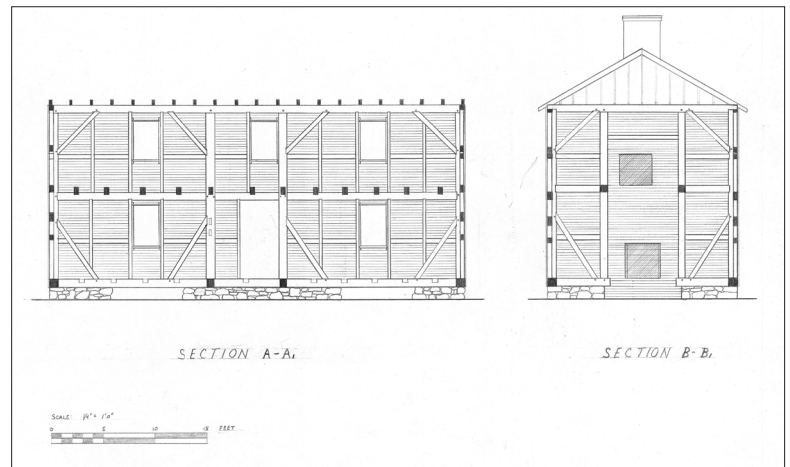 SECTION A-A₁
SECTION B-B₁
SCALE: 1/4" = 1'0"
0 5 10 15 FEET